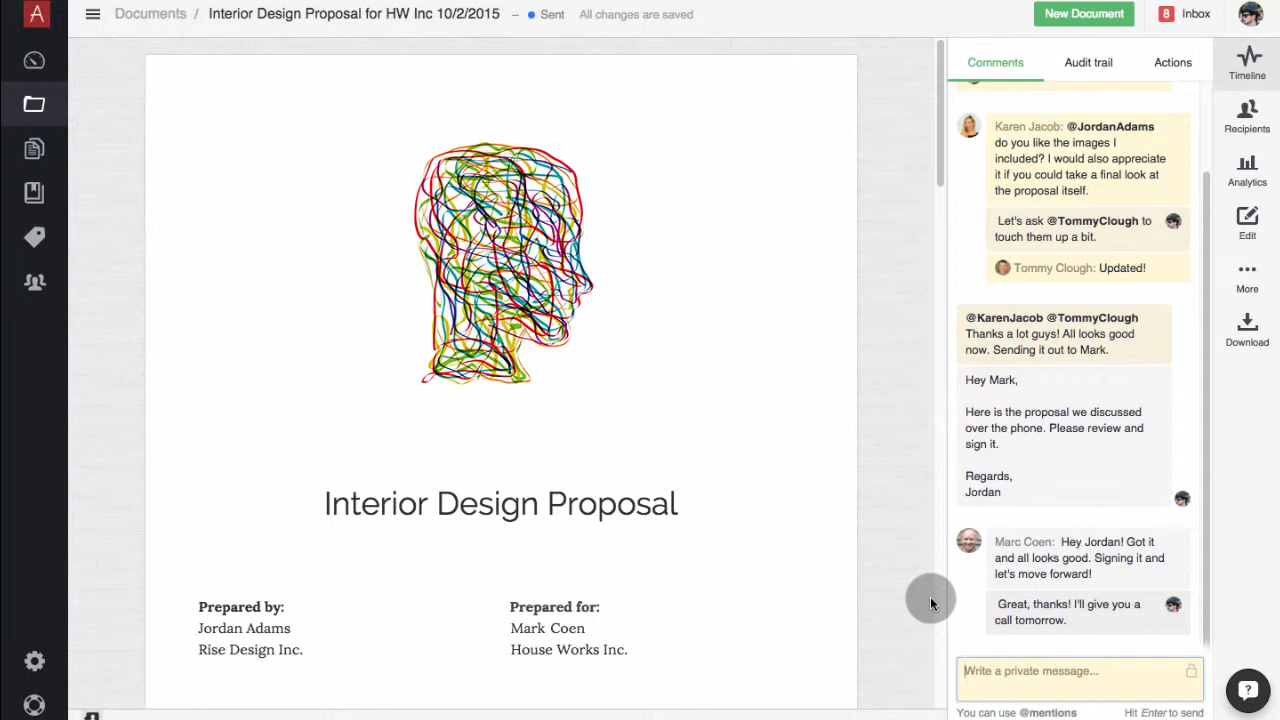 A
Documents / Interior Design Proposal for HW Inc 10/2/2015 – Sent All changes are saved
New Document
8 Inbox
Interior Design Proposal
Prepared by:
Jordan Adams
Rise Design Inc.
Prepared for:
Mark Coen
House Works Inc.
Comments
Audit trail
Actions
Karen Jacob: @JordanAdams
do you like the images I
included? I would also appreciate
it if you could take a final look at
the proposal itself.
Let's ask @TommyClough to
touch them up a bit.
Tommy Clough: Updated!
@KarenJacob @TommyClough
Thanks a lot guys! All looks good
now. Sending it out to Mark.
Hey Mark,
Here is the proposal we discussed
over the phone. Please review and
sign it.
Regards,
Jordan
Marc Coen: Hey Jordan! Got it
and all looks good. Signing it and
let's move forward!
Great, thanks! I'll give you a
call tomorrow.
Write a private message...
You can use @mentions
Hit Enter to send
Timeline
Recipients
Analytics
Edit
More
Download
?